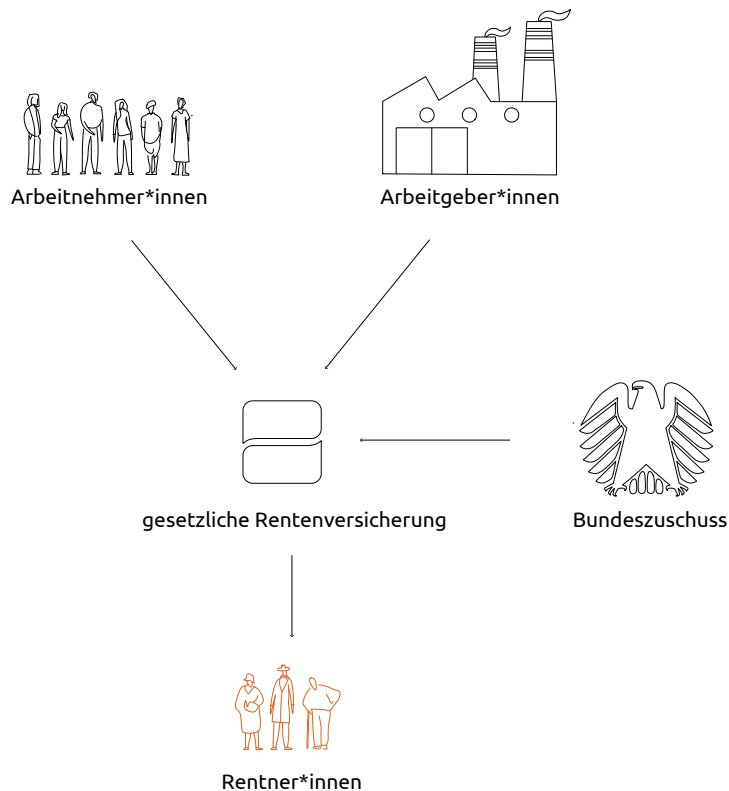 Arbeitnehmer*innen
Arbeitgeber*innen
gesetzliche Rentenversicherung
Bundeszuschuss
Rentner*innen